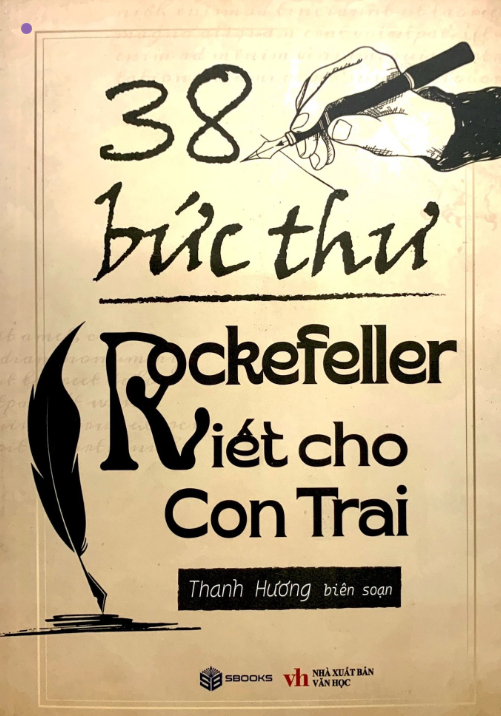 38
bức thư
Rockefeller
Viết cho
Con Trai
Thanh Hương biên soạn
SBOOKS
vh NHÀ XUẤT BẢN
VĂN HỌC